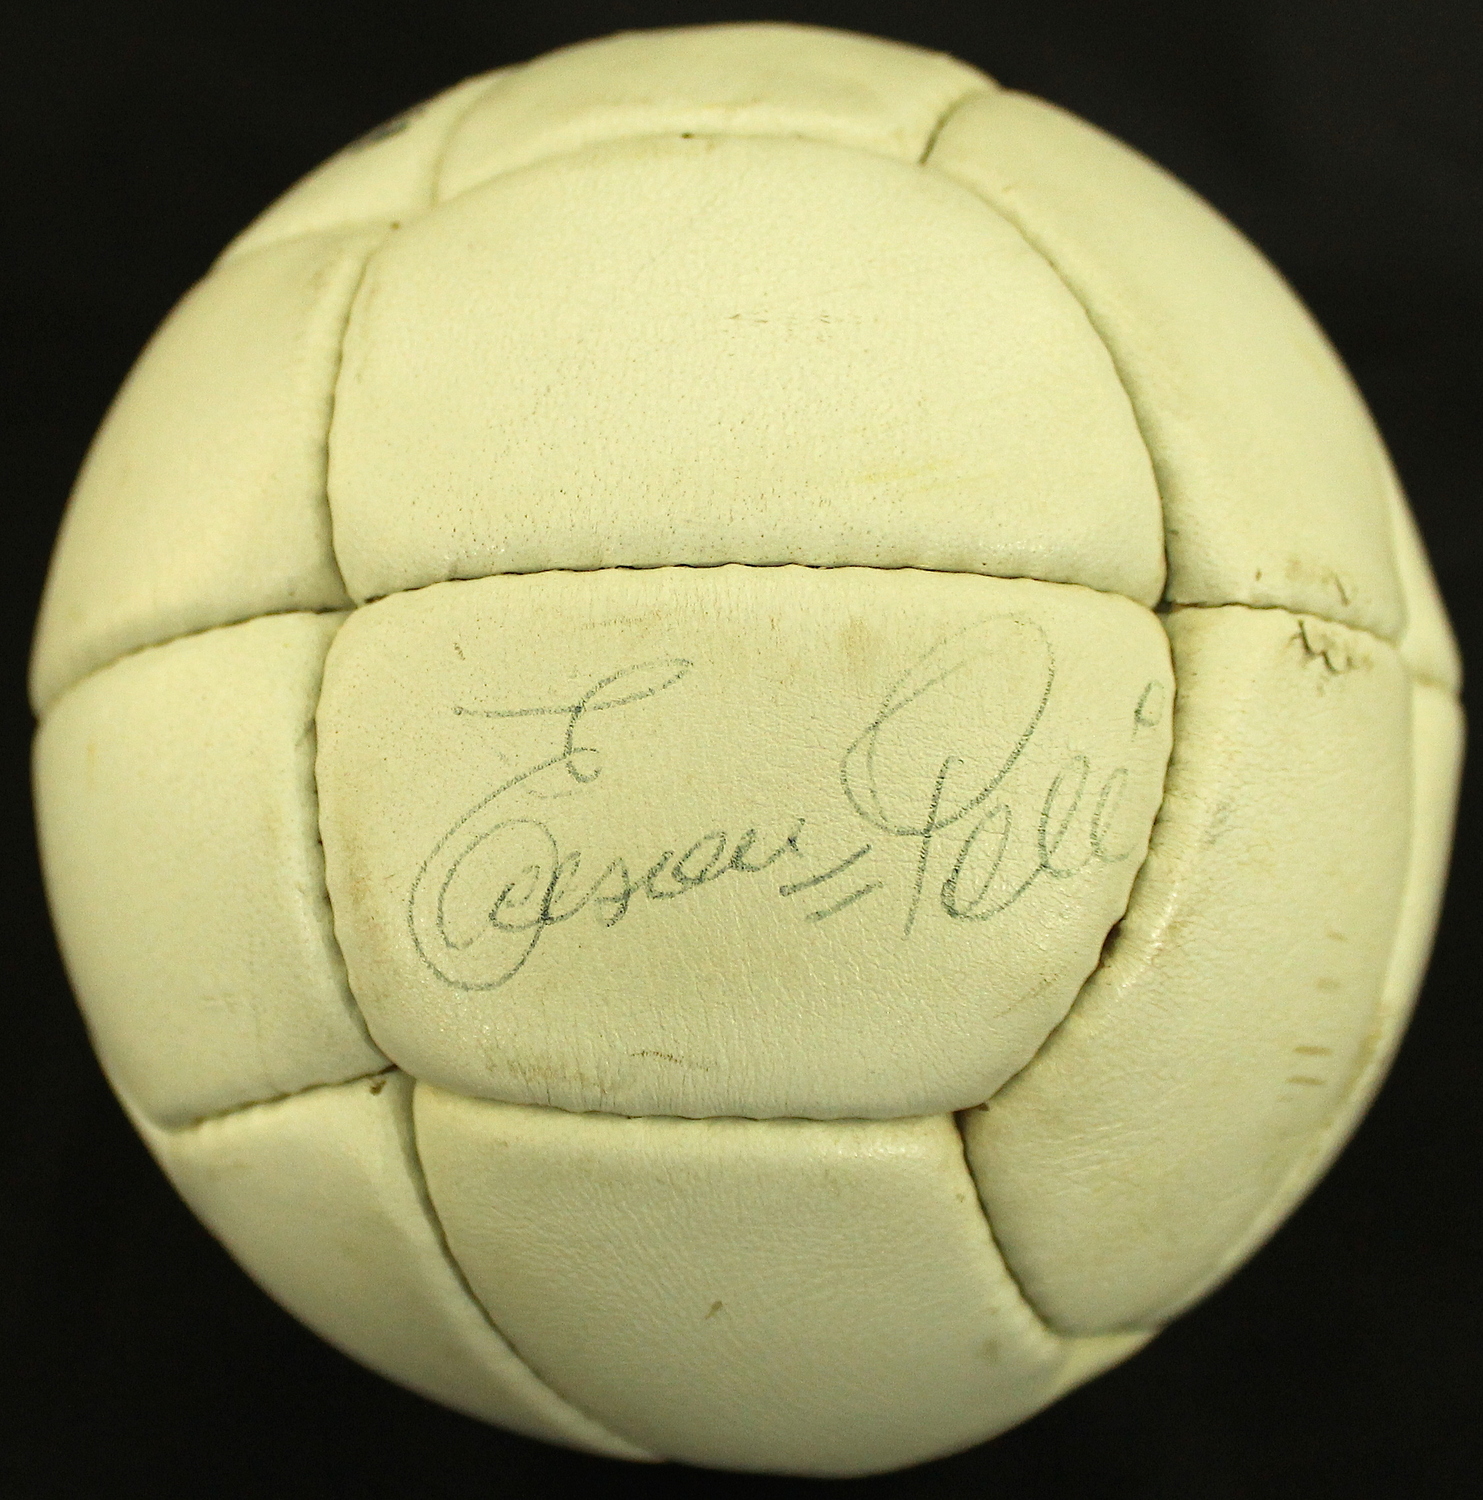 Edson = Pelé